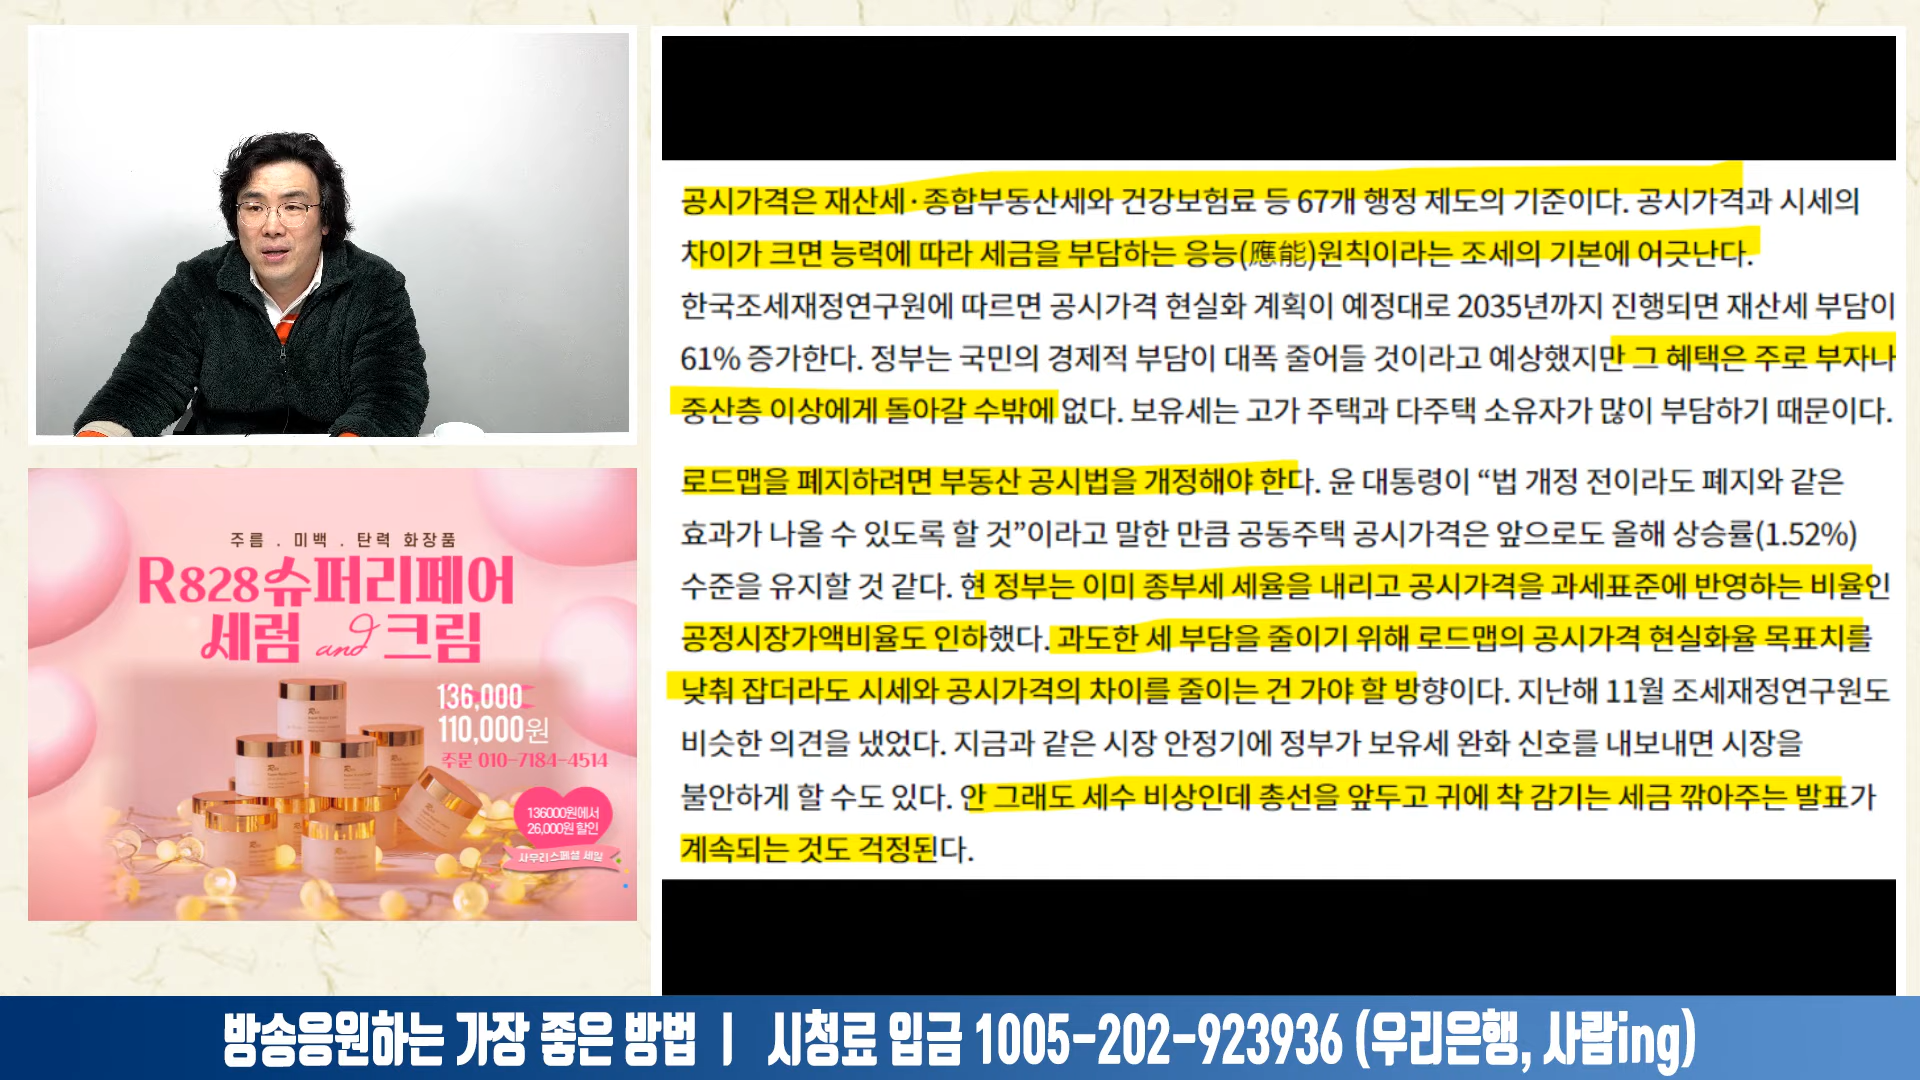 공시가격은 재산세·종합부동산세와 건강보험료 등 67개 행정 제도의 기준이다. 공시가격과 시세의
차이가 크면 능력에 따라 세금을 부담하는 응능(應能)원칙이라는 조세의 기본에 어긋난다.
한국조세재정연구원에 따르면 공시가격 현실화 계획이 예정대로 2035년까지 진행되면 재산세 부담이
61% 증가한다. 정부는 국민의 경제적 부담이 대폭 줄어들 것이라고 예상했지만 그 혜택은 주로 부자나
중산층 이상에게 돌아갈 수밖에 없다. 보유세는 고가 주택과 다주택 소유자가 많이 부담하기 때문이다.
로드맵을 폐지하려면 부동산 공시법을 개정해야 한다. 윤 대통령이 “법 개정 전이라도 폐지와 같은
효과가 나올 수 있도록 할 것”이라고 말한 만큼 공동주택 공시가격은 앞으로도 올해 상승률(1.52%)
수준을 유지할 것 같다. 현 정부는 이미 종부세 세율을 내리고 공시가격을 과세표준에 반영하는 비율인
공정시장가액비율도 인하했다. 과도한 세 부담을 줄이기 위해 로드맵의 공시가격 현실화율 목표치를
낮춰 잡더라도 시세와 공시가격의 차이를 줄이는 건 가야 할 방향이다. 지난해 11월 조세재정연구원도
비슷한 의견을 냈었다. 지금과 같은 시장 안정기에 정부가 보유세 완화 신호를 내보내면 시장을
불안하게 할 수도 있다. 안 그래도 세수 비상인데 총선을 앞두고 귀에 착 감기는 세금 깎아주는 발표가
계속되는 것도 걱정된다.
주름 . 미백 . 탄력 화장품
R828슈퍼리페어
세럼 and 크림
136,000
110,000원
주문 010-7184-4514
136000원에서
26,000원 할인
사우리스페셜 세일
방송응원하는 가장 좋은 방법 | 시청료 입금 1005-202-923936 (우리은행, 사람ing)